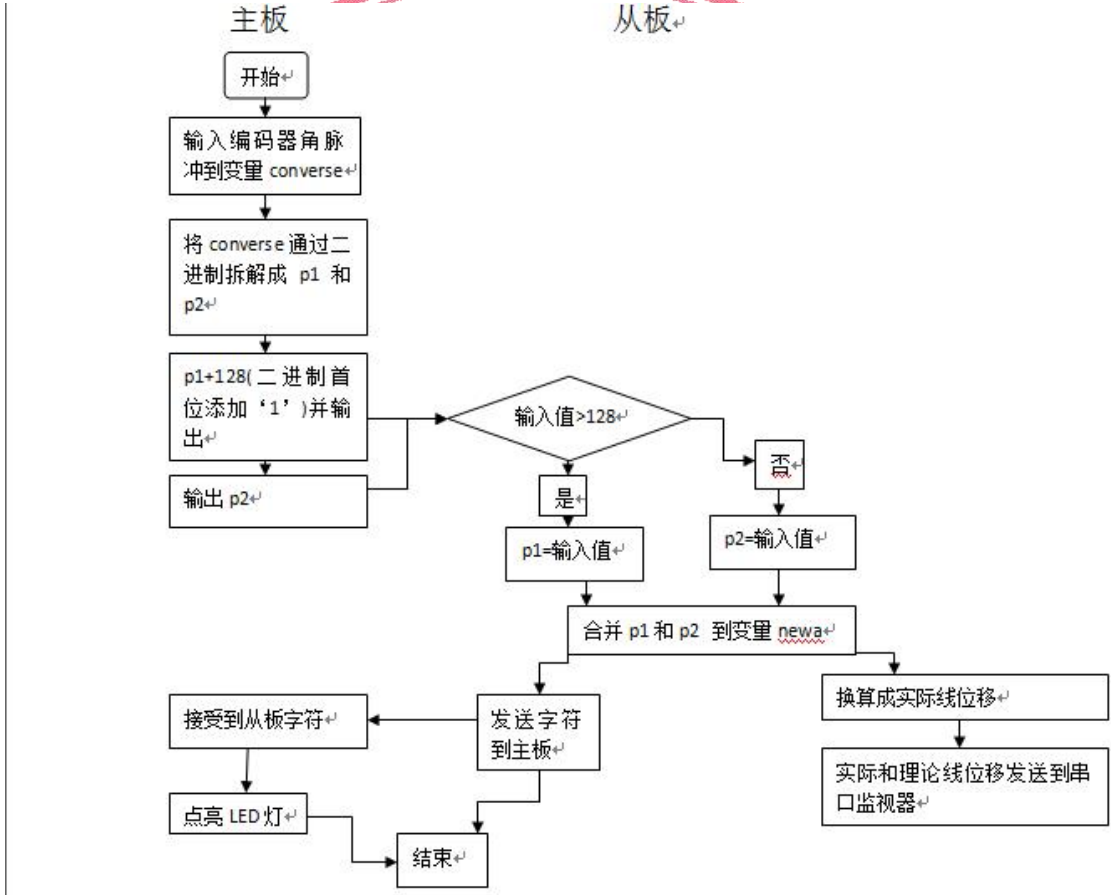 主板
从板
开始
输入编码器角脉
冲到变量 converse
将 converse 通过二
进制拆解成 p1 和
p2
p1+128(二进制首
位添加‘1’)并输
出
输出 p2
输入值>128
是
否
p1=输入值
p2=输入值
合并 p1 和 p2 到变量 newa
发送字符
到主板
接受到从板字符
点亮 LED 灯
结束
换算成实际线位移
实际和理论线位移发送到串
口监视器